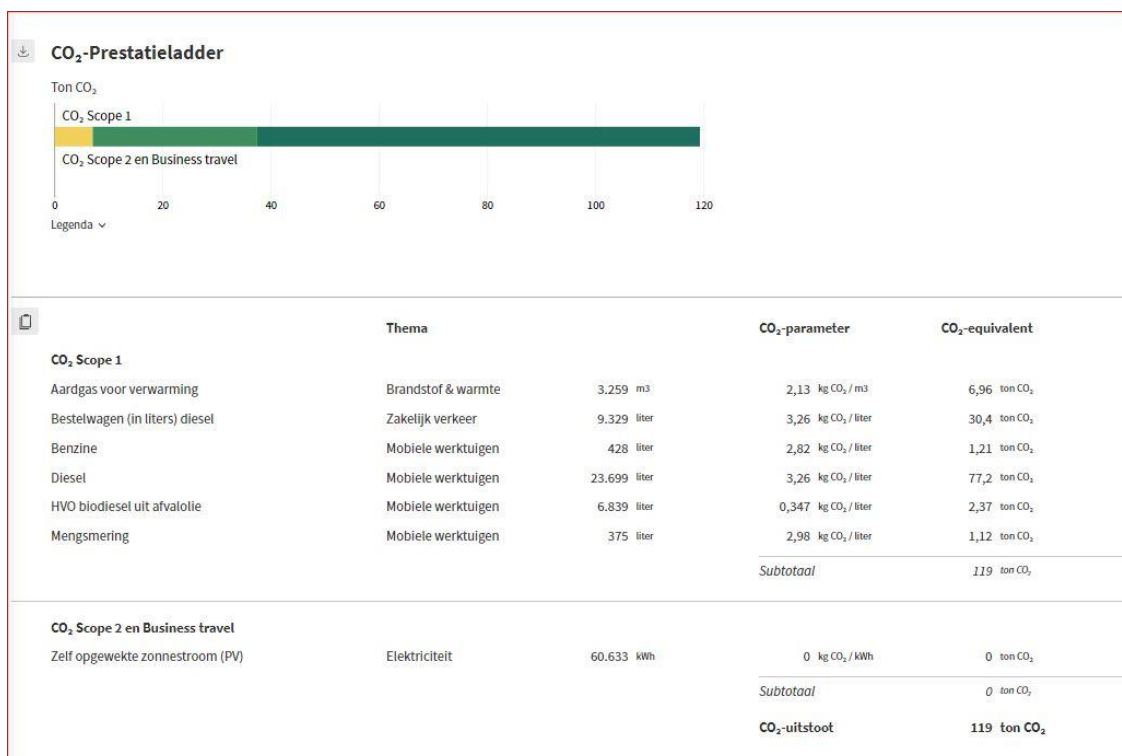 CO₂-Prestatieladder
Ton CO₂
CO₂ Scope 1
CO₂ Scope 2 en Business travel
0 20 40 60 80 100 120
Legenda
Thema CO₂-parameter CO₂-equivalent
CO₂ Scope 1
Aardgas voor verwarming Brandstof & warmte 3.259 m3 2,13 kg CO₂ / m3 6,96 ton CO₂
Bestelwagen (in liters) diesel Zakelijk verkeer 9.329 liter 3,26 kg CO₂ / liter 30,4 ton CO₂
Benzine Mobiele werktuigen 428 liter 2,82 kg CO₂ / liter 1,21 ton CO₂
Diesel Mobiele werktuigen 23.699 liter 3,26 kg CO₂ / liter 77,2 ton CO₂
HVO biodiesel uit afvalolie Mobiele werktuigen 6.839 liter 0,347 kg CO₂ / liter 2,37 ton CO₂
Mengsmering Mobiele werktuigen 375 liter 2,98 kg CO₂ / liter 1,12 ton CO₂
Subtotaal 119 ton CO₂
CO₂ Scope 2 en Business travel
Zelf opgewekte zonnestroom (PV) Elektriciteit 60.633 kWh 0 kg CO₂ / kWh 0 ton CO₂
Subtotaal 0 ton CO₂
CO₂-uitstoot 119 ton CO₂